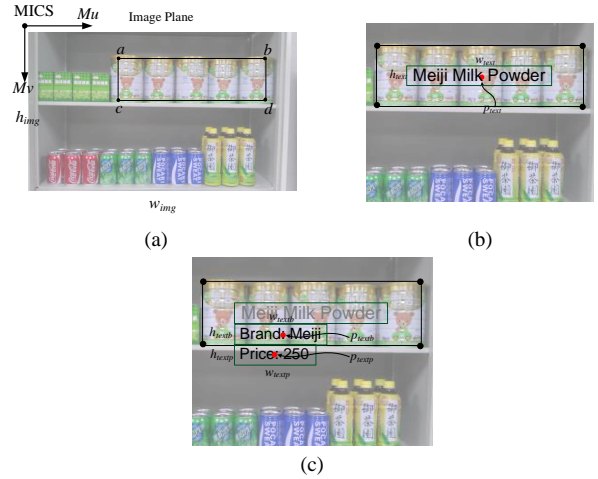 MICS
Mu
Image Plane
a
b
Mv
c
d
h_img
w_img
(a)
w_text
h_text
Meiji Milk Powder
p_text
(b)
Meiji Milk Powder
w_textb
h_textb
Brand: Meiji
p_textb
h_textp
Price: 250
p_textp
w_textp
(c)